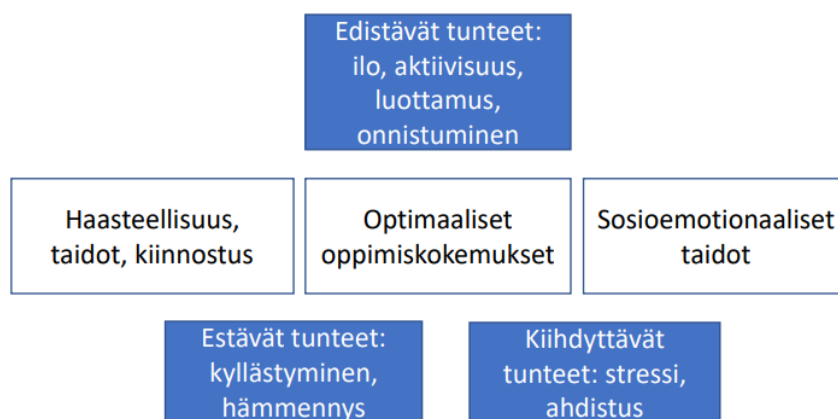 Edistävät tunteet:
ilo, aktiivisuus,
luottamus,
onnistuminen
Haasteellisuus,
taidot, kiinnostus
Optimaaliset
oppimiskokemukset
Sosioemotionaaliset
taidot
Estävät tunteet:
kyllästyminen,
hämmennys
Kiihdyttävät
tunteet: stressi,
ahdistus